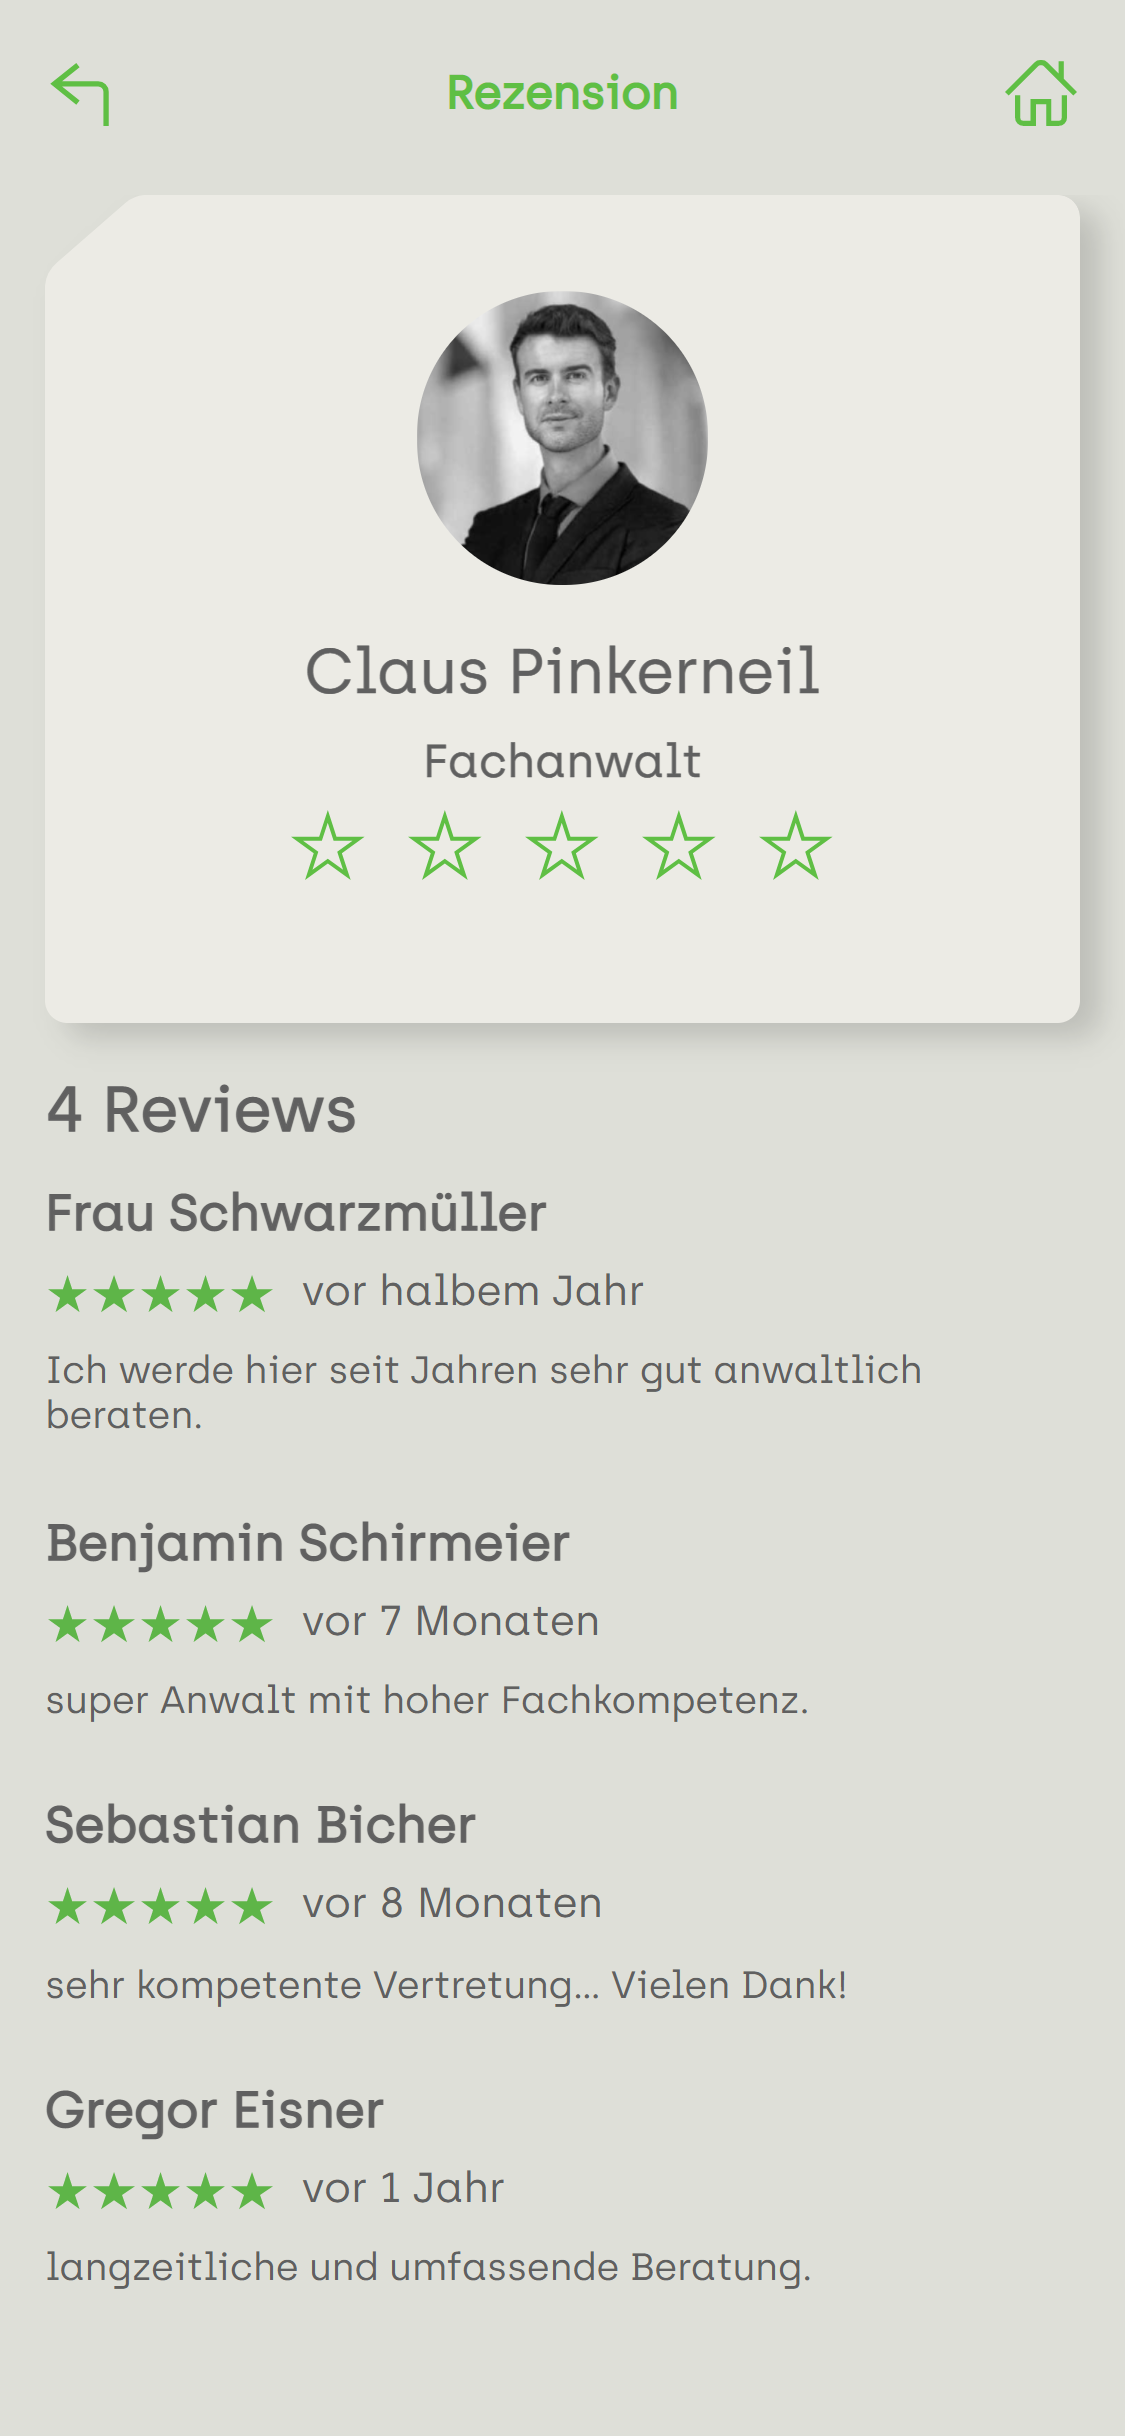 Rezension
Claus Pinkerneil
Fachanwalt
4 Reviews
Frau Schwarzmüller
vor halbem Jahr
Ich werde hier seit Jahren sehr gut anwaltlich
beraten.
Benjamin Schirmeier
vor 7 Monaten
super Anwalt mit hoher Fachkompetenz.
Sebastian Bicher
vor 8 Monaten
sehr kompetente Vertretung... Vielen Dank!
Gregor Eisner
vor 1 Jahr
langzeitliche und umfassende Beratung.